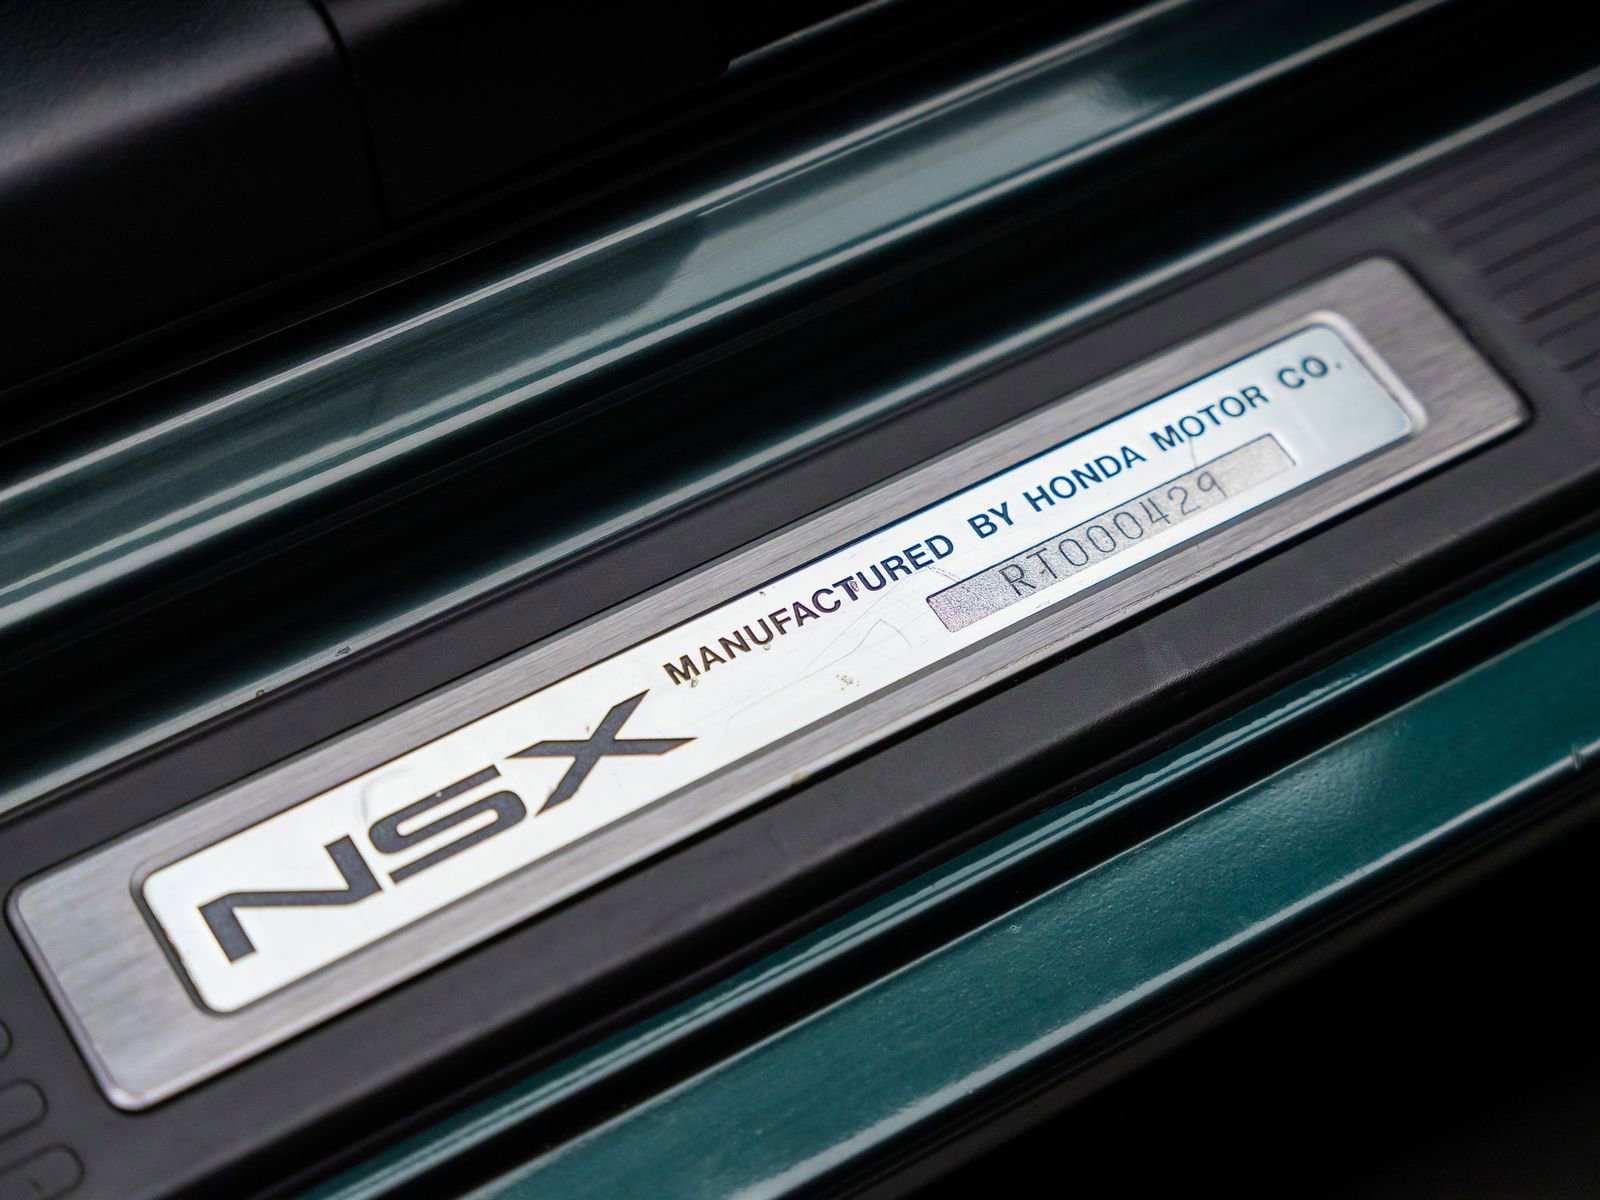 NSX
MANUFACTURED BY HONDA MOTOR CO.
RT000429